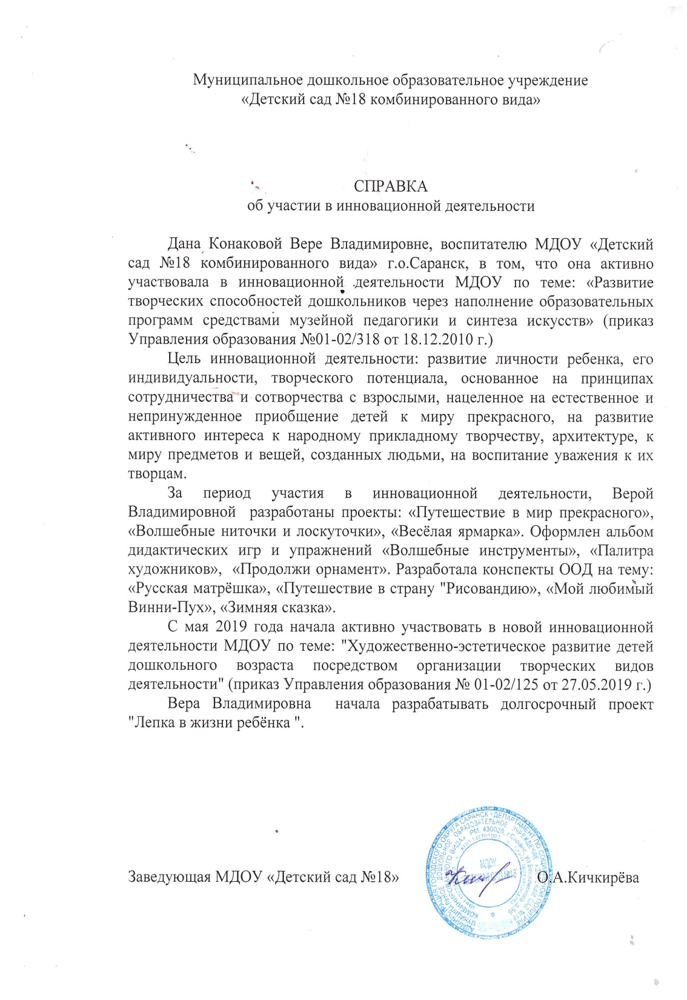 Муниципальное дошкольное образовательное учреждение
«Детский сад №18 комбинированного вида»
СПРАВКА
об участии в инновационной деятельности
Дана Конаковой Вере Владимировне, воспитателю МДОУ «Детский
сад №18 комбинированного вида» г.о.Саранск, в том, что она активно
участвовала в инновационной деятельности МДОУ по теме: «Развитие
творческих способностей дошкольников через наполнение образовательных
программ средствами музейной педагогики и синтеза искусств» (приказ
Управления образования №01-02/318 от 18.12.2010 г.)
Цель инновационной деятельности: развитие личности ребенка, его
индивидуальности, творческого потенциала, основанное на принципах
сотрудничества и сотворчества с взрослыми, нацеленное на естественное и
непринужденное приобщение детей к миру прекрасного, на развитие
активного интереса к народному прикладному творчеству, архитектуре, к
миру предметов и вещей, созданных людьми, на воспитание уважения к их
творцам.
За период участия в инновационной деятельности, Верой
Владимировной разработаны проекты: «Путешествие в мир прекрасного»,
«Волшебные ниточки и лоскуточки», «Весёлая ярмарка». Оформлен альбом
дидактических игр и упражнений «Волшебные инструменты», «Палитра
художников», «Продолжи орнамент». Разработала конспекты ООД на тему:
«Русская матрёшка», «Путешествие в страну "Рисовандию», «Мой любимый
Винни-Пух», «Зимняя сказка».
С мая 2019 года начала активно участвовать в новой инновационной
деятельности МДОУ по теме: "Художественно-эстетическое развитие детей
дошкольного возраста посредством организации творческих видов
деятельности" (приказ Управления образования № 01-02/125 от 27.05.2019 г.)
Вера Владимировна начала разрабатывать долгосрочный проект
"Лепка в жизни ребёнка ".
Заведующая МДОУ «Детский сад №18» О.А.Кичкирёва
АДМИНИСТРАЦИЯ ГОРОДСКОГО ОКРУГА САРАНСК * ДЕПАРТАМЕНТ ПО СОЦИАЛЬНОЙ ПОЛИТИКЕ
МУНИЦИПАЛЬНОЕ ДОШКОЛЬНОЕ ОБРАЗОВАТЕЛЬНОЕ УЧРЕЖДЕНИЕ
МДОУ